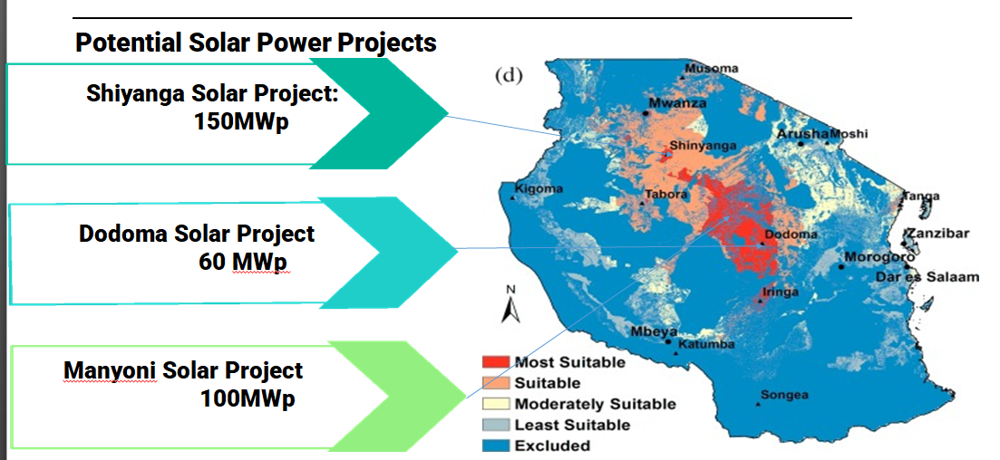 Potential Solar Power Projects
Shiyanga Solar Project:
150MWp
Dodoma Solar Project
60 MWp
Manyoni Solar Project
100MWp
(d)
Musoma
Mwanza
Arusha
Moshi
Shinyanga
Kigoma
Tabora
Tanga
Dodoma
Zanzibar
Morogoro
Dar es Salaam
Iringa
N
Mbeya
Katumba
Songea
Most Suitable
Suitable
Moderately Suitable
Least Suitable
Excluded